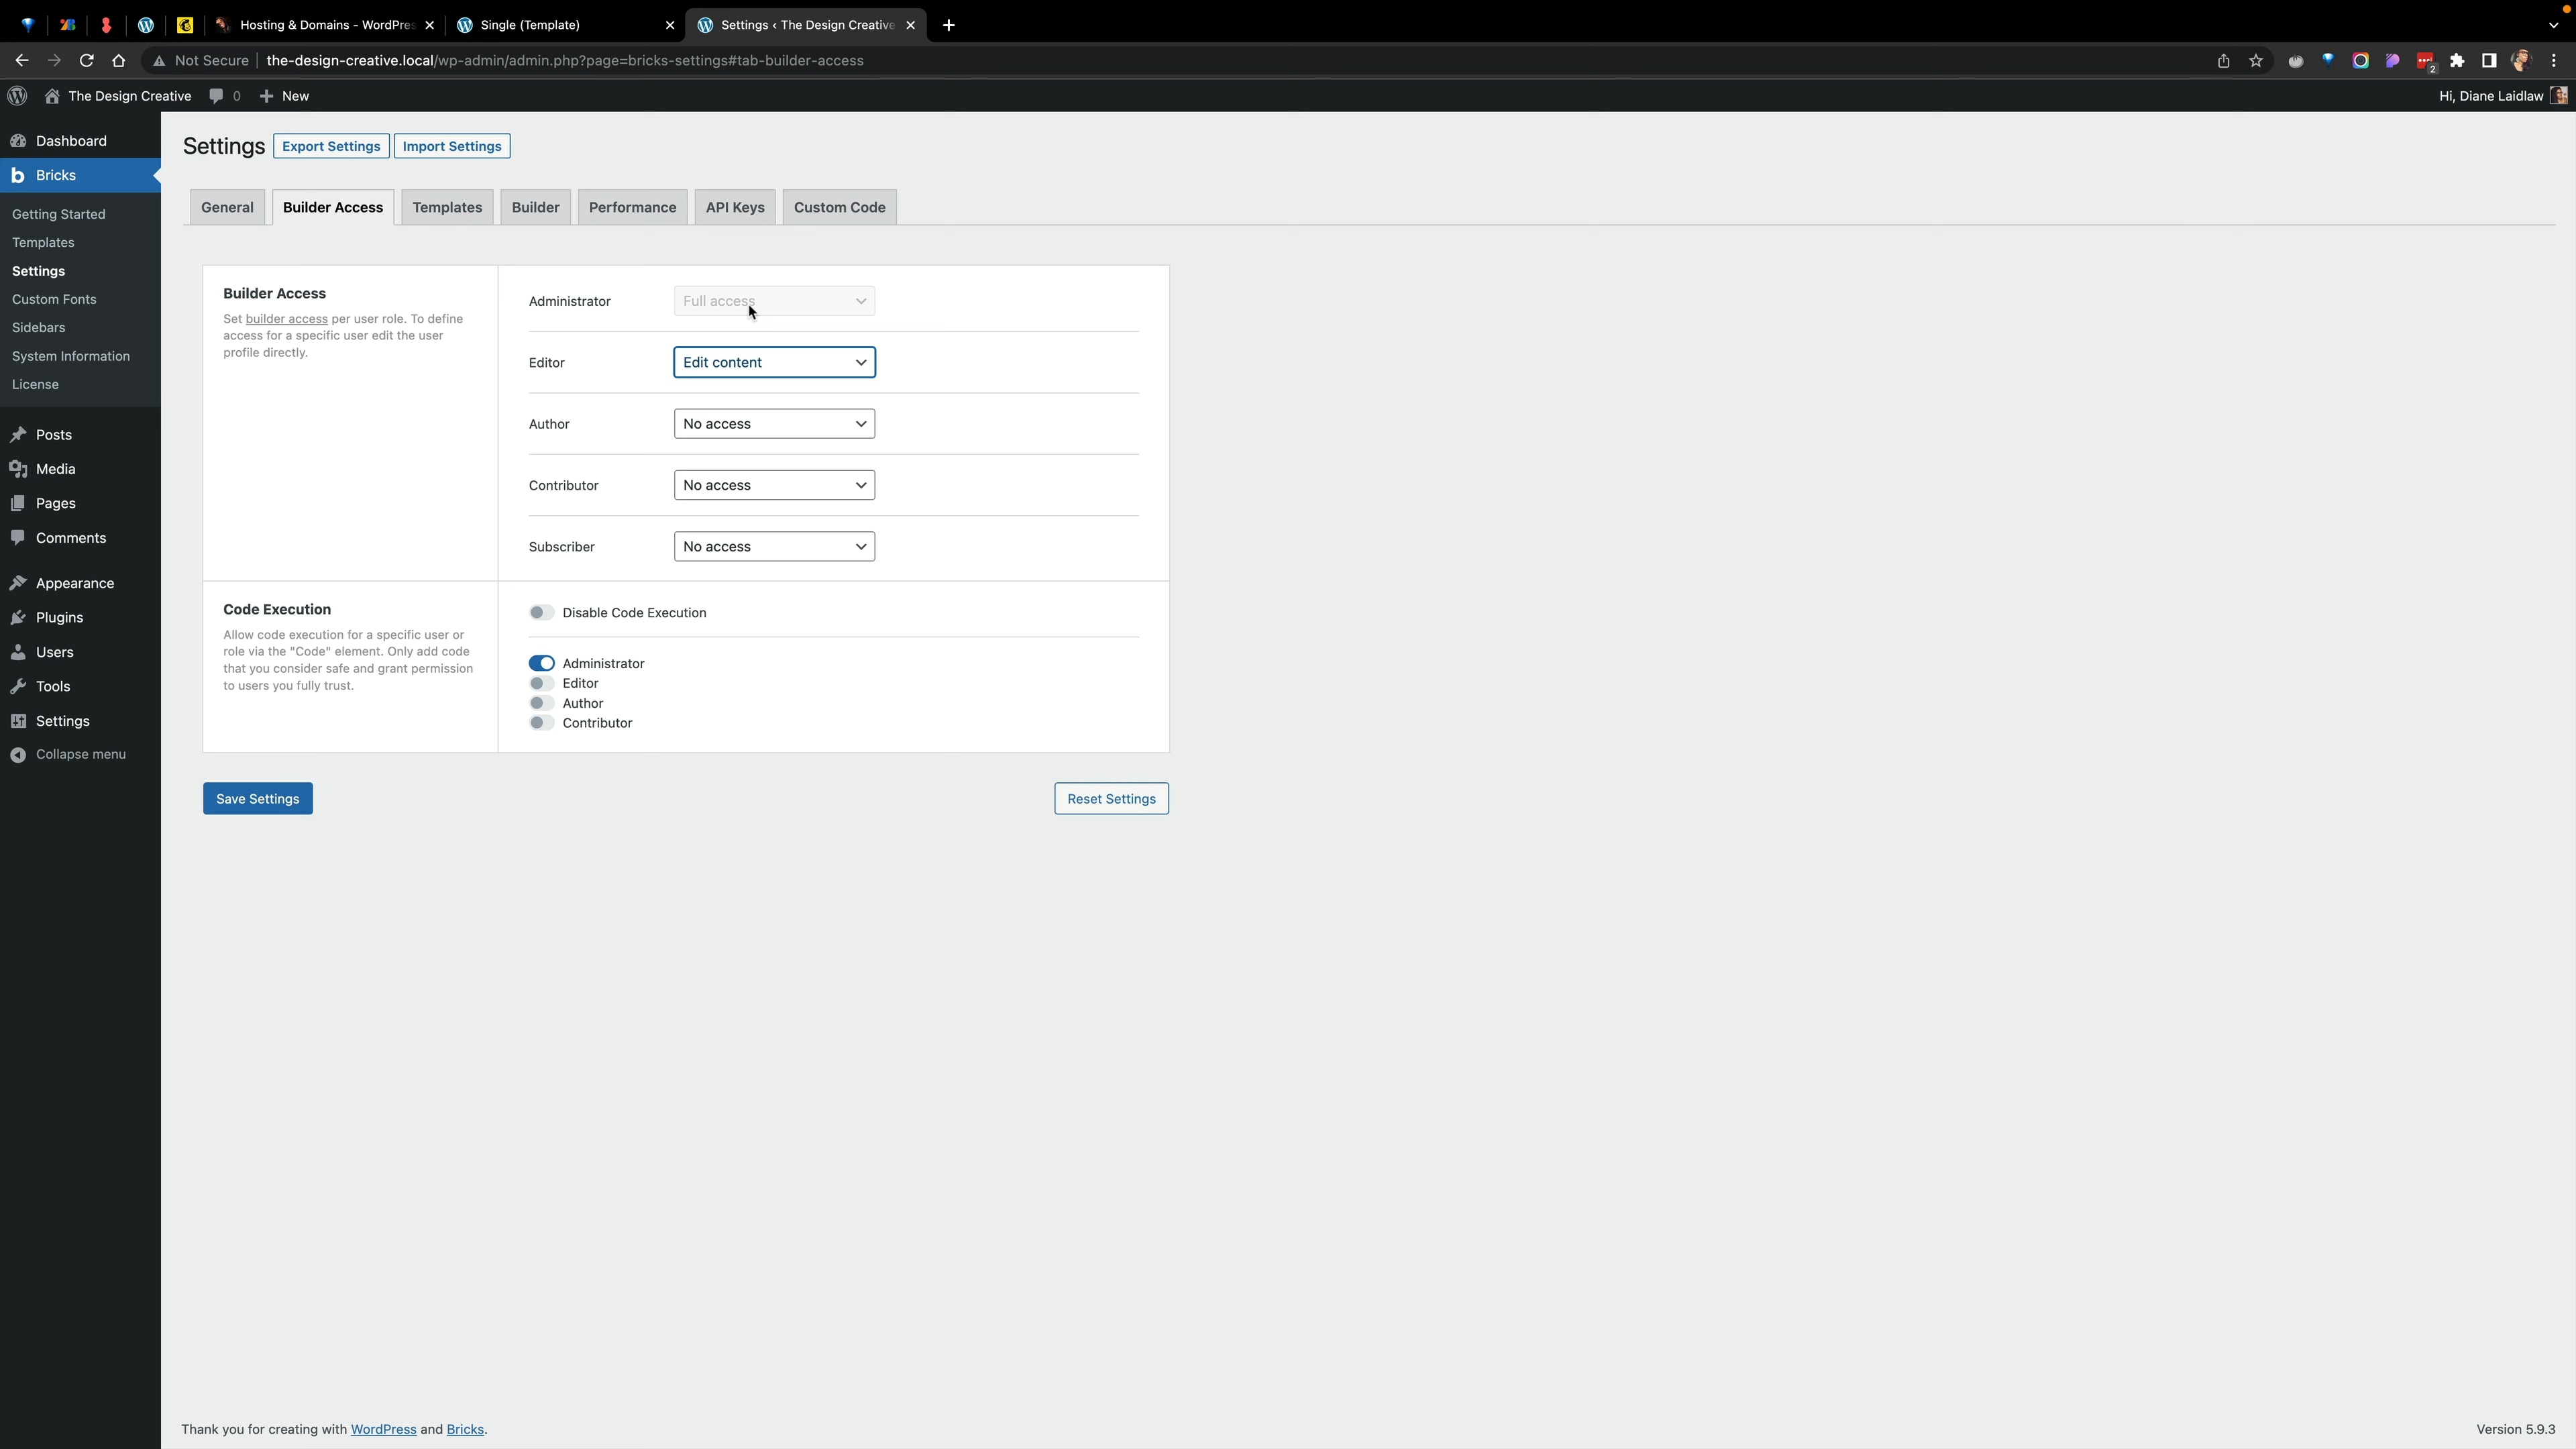 Hosting & Domains - WordPres
Single (Template)
Settings ‹ The Design Creative
Not Secure
the-design-creative.local/wp-admin/admin.php?page=bricks-settings#tab-builder-access
2
The Design Creative
0
New
Hi, Diane Laidlaw
Dashboard
Bricks
Getting Started
Templates
Settings
Custom Fonts
Sidebars
System Information
License
Posts
Media
Pages
Comments
Appearance
Plugins
Users
Tools
Settings
Collapse menu
Settings
Export Settings
Import Settings
General
Builder Access
Templates
Builder
Performance
API Keys
Custom Code
Builder Access
Set builder access per user role. To define
access for a specific user edit the user
profile directly.
Administrator
Full access
Editor
Edit content
Author
No access
Contributor
No access
Subscriber
No access
Code Execution
Allow code execution for a specific user or
role via the "Code" element. Only add code
that you consider safe and grant permission
to users you fully trust.
Disable Code Execution
Administrator
Editor
Author
Contributor
Save Settings
Reset Settings
Thank you for creating with WordPress and Bricks.
Version 5.9.3